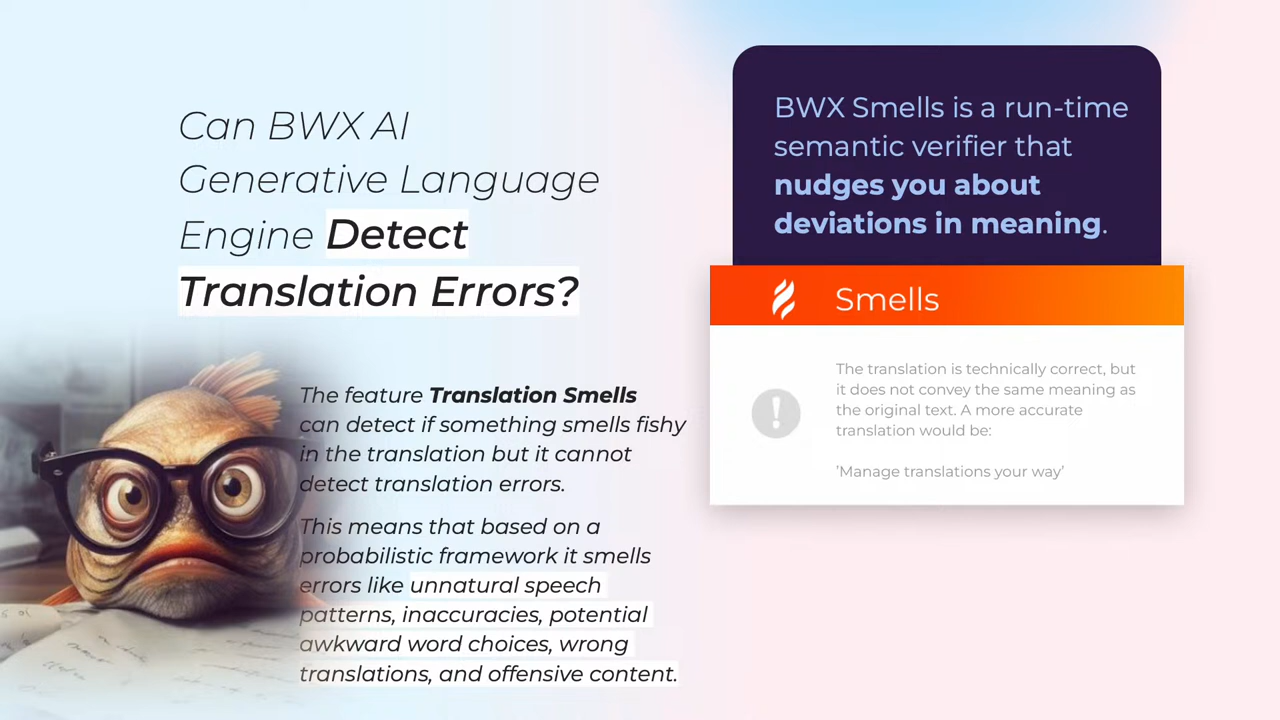 Can BWX AI
Generative Language
Engine Detect
Translation Errors?
The feature Translation Smells
can detect if something smells fishy
in the translation but it cannot
detect translation errors.
This means that based on a
probabilistic framework it smells
errors like unnatural speech
patterns, inaccuracies, potential
awkward word choices, wrong
translations, and offensive content.
BWX Smells is a run-time
semantic verifier that
nudges you about
deviations in meaning.
Smells
The translation is technically correct, but
it does not convey the same meaning as
the original text. A more accurate
translation would be:
'Manage translations your way'